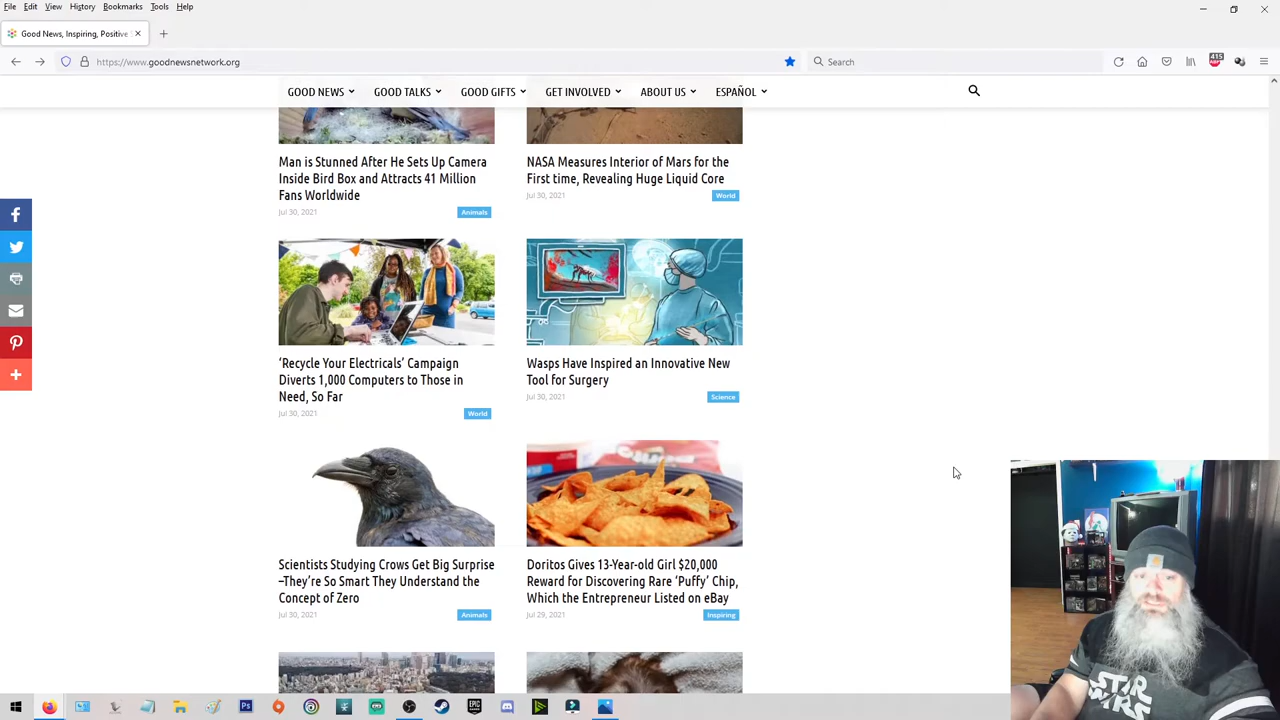 File Edit View History Bookmarks Tools Help
Good News, Inspiring, Positive
https://www.goodnewsnetwork.org
Search
415
ABP
GOOD NEWS GOOD TALKS GOOD GIFTS GET INVOLVED ABOUT US ESPAÑOL
Man is Stunned After He Sets Up Camera
Inside Bird Box and Attracts 41 Million
Fans Worldwide
Jul 30, 2021 Animals
NASA Measures Interior of Mars for the
First time, Revealing Huge Liquid Core
Jul 30, 2021 World
‘Recycle Your Electricals’ Campaign
Diverts 1,000 Computers to Those in
Need, So Far
Jul 30, 2021 World
Wasps Have Inspired an Innovative New
Tool for Surgery
Jul 30, 2021 Science
Scientists Studying Crows Get Big Surprise
–They’re So Smart They Understand the
Concept of Zero
Jul 30, 2021 Animals
Doritos Gives 13-Year-old Girl $20,000
Reward for Discovering Rare ‘Puffy’ Chip,
Which the Entrepreneur Listed on eBay
Jul 29, 2021 Inspiring
STAR
WARS